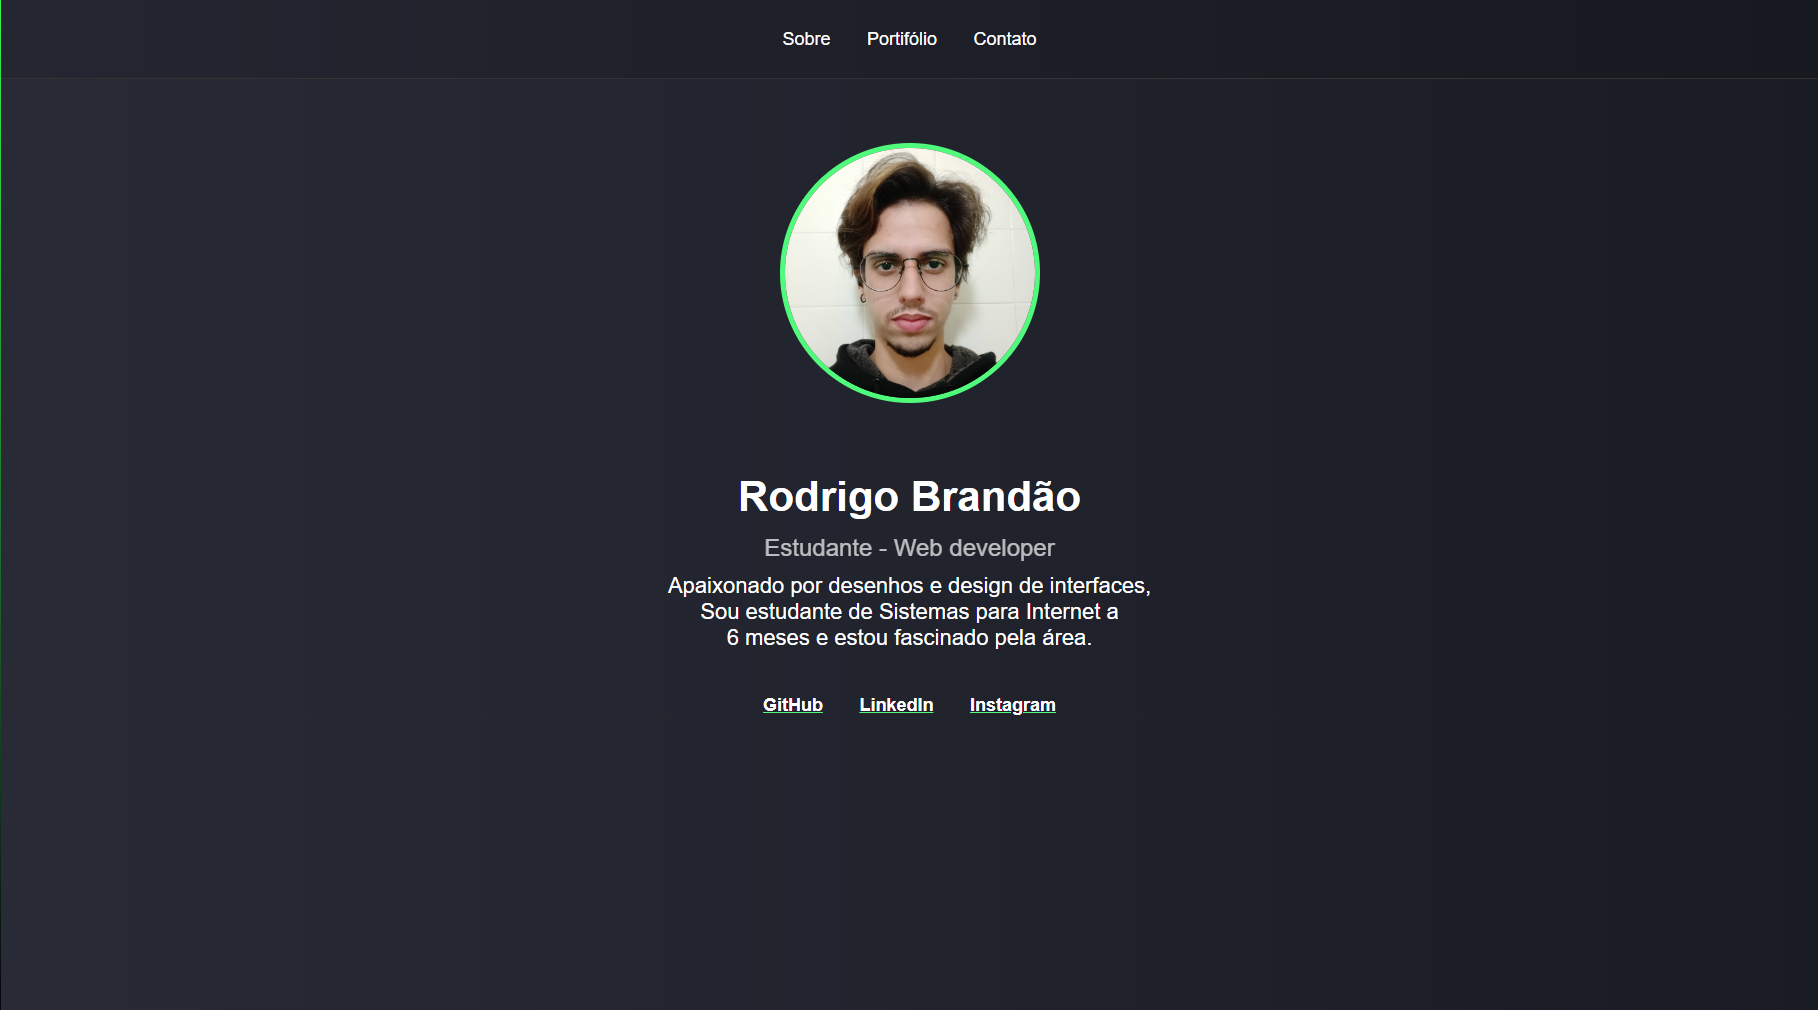 Sobre Portifólio Contato
Rodrigo Brandão
Estudante - Web developer
Apaixonado por desenhos e design de interfaces,
Sou estudante de Sistemas para Internet a
6 meses e estou fascinado pela área.
GitHub LinkedIn Instagram